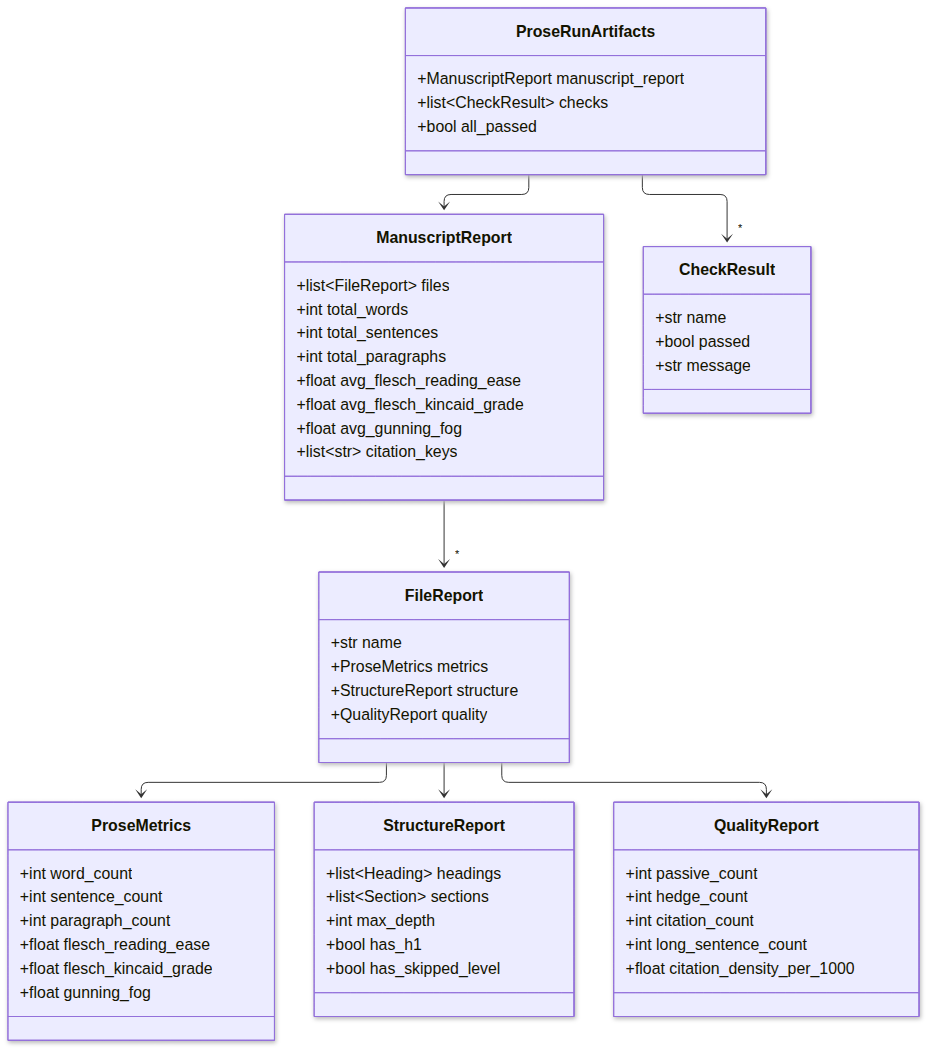 ProseRunArtifacts
+ManuscriptReport manuscript_report
+list<CheckResult> checks
+bool all_passed
*
ManuscriptReport
+list<FileReport> files
+int total_words
+int total_sentences
+int total_paragraphs
+float avg_flesch_reading_ease
+float avg_flesch_kincaid_grade
+float avg_gunning_fog
+list<str> citation_keys
CheckResult
+str name
+bool passed
+str message
*
FileReport
+str name
+ProseMetrics metrics
+StructureReport structure
+QualityReport quality
ProseMetrics
+int word_count
+int sentence_count
+int paragraph_count
+float flesch_reading_ease
+float flesch_kincaid_grade
+float gunning_fog
StructureReport
+list<Heading> headings
+list<Section> sections
+int max_depth
+bool has_h1
+bool has_skipped_level
QualityReport
+int passive_count
+int hedge_count
+int citation_count
+int long_sentence_count
+float citation_density_per_1000